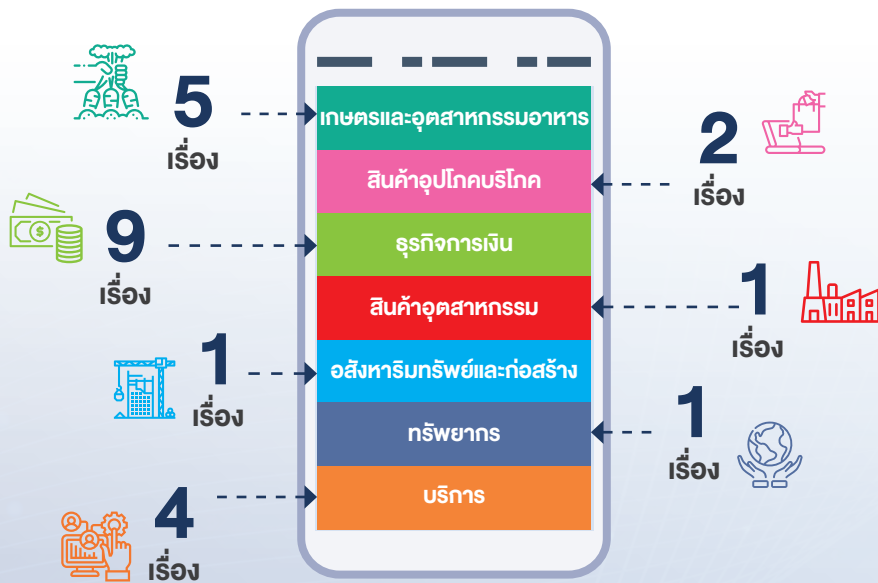 5
เรื่อง
เกษตรและอุตสาหกรรมอาหาร
2
เรื่อง
สินค้าอุปโภคบริโภค
9
เรื่อง
ธุรกิจการเงิน
1
เรื่อง
สินค้าอุตสาหกรรม
1
เรื่อง
อสังหาริมทรัพย์และก่อสร้าง
1
เรื่อง
ทรัพยากร
4
เรื่อง
บริการ